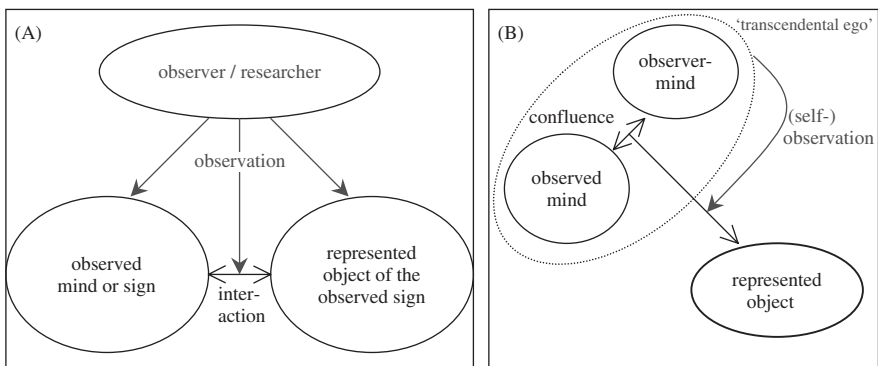 (A)
observer / researcher
observation
observed
mind or sign
inter-
action
represented
object of the
observed sign
(B)
‘transcendental ego’
observer-
mind
confluence
(self-)
observation
observed
mind
represented
object